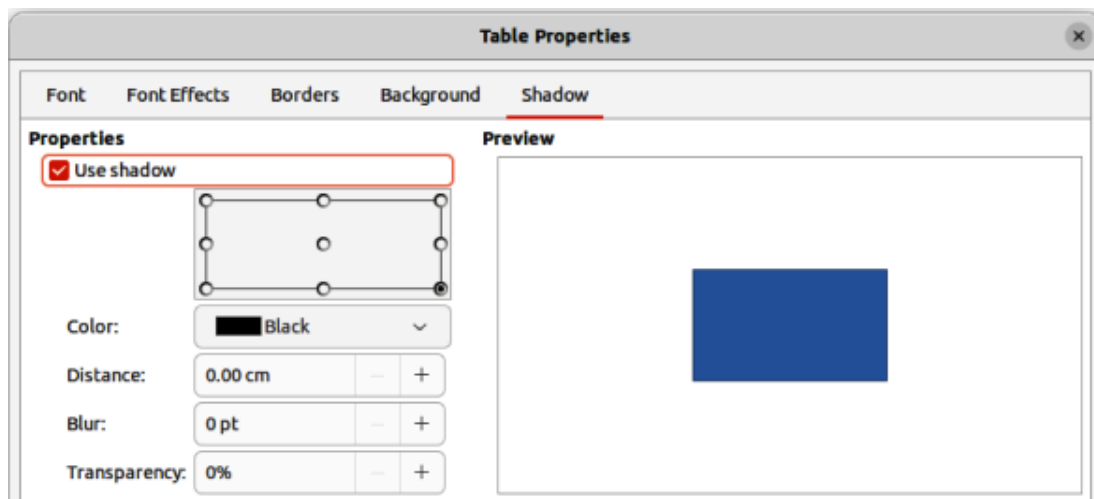 Table Properties
Font Font Effects Borders Background Shadow
Properties
Preview
Use shadow
Color: Black
Distance: 0.00 cm
Blur: 0 pt
Transparency: 0%